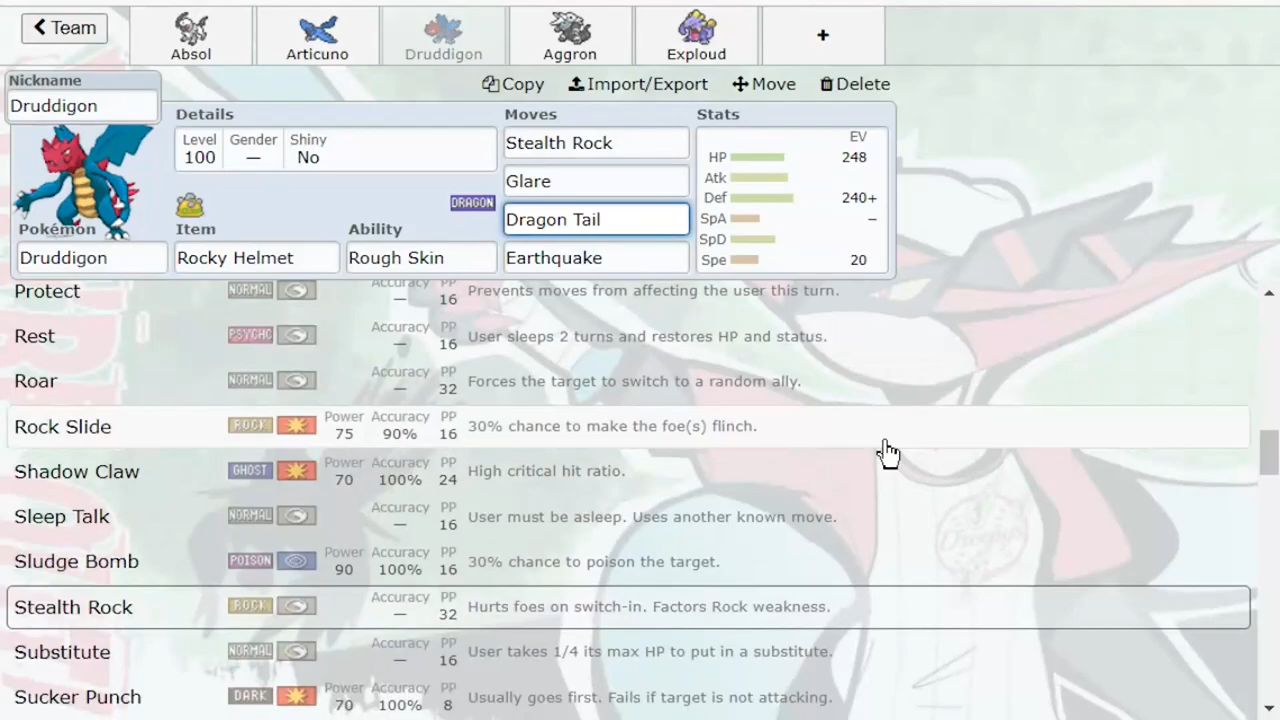 Team
Absol
Articuno
Druddigon
Aggron
Exploud
+
Nickname
Druddigon
Copy
Import/Export
Move
Delete
Details
Level
100
Gender
—
Shiny
No
DRAGON
Pokémon
Druddigon
Item
Rocky Helmet
Ability
Rough Skin
Moves
Stealth Rock
Glare
Dragon Tail
Earthquake
Stats
EV
HP 248
Atk
Def 240+
SpA –
SpD
Spe 20
Protect NORMAL Accuracy — PP 16 Prevents moves from affecting the user this turn.
Rest PSYCHC Accuracy — PP 16 User sleeps 2 turns and restores HP and status.
Roar NORMAL Accuracy — PP 32 Forces the target to switch to a random ally.
Rock Slide ROCK Power 75 Accuracy 90% PP 16 30% chance to make the foe(s) flinch.
Shadow Claw GHOST Power 70 Accuracy 100% PP 24 High critical hit ratio.
Sleep Talk NORMAL Accuracy — PP 16 User must be asleep. Uses another known move.
Sludge Bomb POISON Power 90 Accuracy 100% PP 16 30% chance to poison the target.
Stealth Rock ROCK Accuracy — PP 32 Hurts foes on switch-in. Factors Rock weakness.
Substitute NORMAL Accuracy — PP 16 User takes 1/4 its max HP to put in a substitute.
Sucker Punch DARK Power 70 Accuracy 100% PP 8 Usually goes first. Fails if target is not attacking.